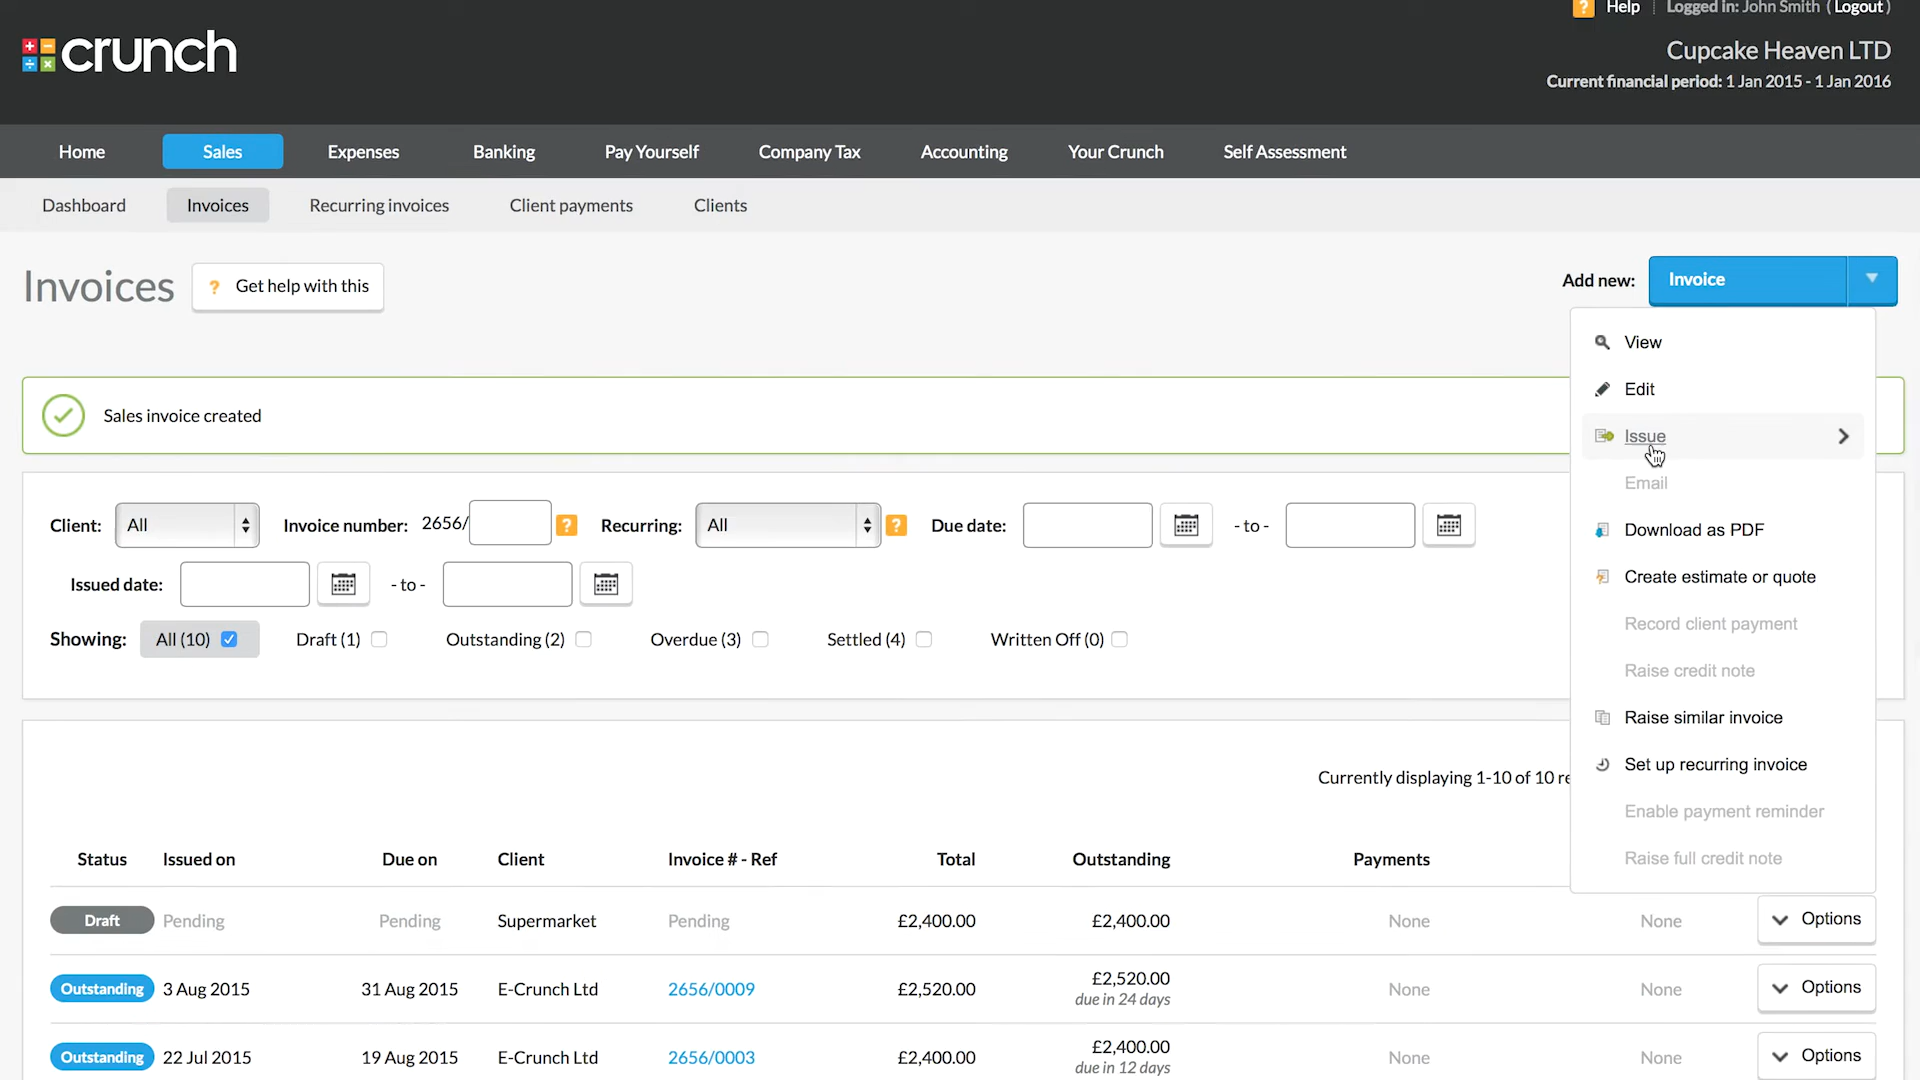 ? Help Logged in: John Smith ( Logout )
crunch
Cupcake Heaven LTD
Current financial period: 1 Jan 2015 - 1 Jan 2016
Home Sales Expenses Banking Pay Yourself Company Tax Accounting Your Crunch Self Assessment
Dashboard Invoices Recurring invoices Client payments Clients
Invoices ? Get help with this Add new: Invoice
View
Edit
Sales invoice created
Issue
Email
Client: All Invoice number: 2656/ ? Recurring: All ? Due date: - to -
Download as PDF
Issued date: - to -
Create estimate or quote
Record client payment
Showing: All (10) Draft (1) Outstanding (2) Overdue (3) Settled (4) Written Off (0)
Raise credit note
Raise similar invoice
Set up recurring invoice
Currently displaying 1-10 of 10 re
Enable payment reminder
Raise full credit note
Status Issued on Due on Client Invoice # - Ref Total Outstanding Payments
Draft Pending Pending Supermarket Pending £2,400.00 £2,400.00 None None Options
Outstanding 3 Aug 2015 31 Aug 2015 E-Crunch Ltd 2656/0009 £2,520.00 £2,520.00 None None Options
due in 24 days
Outstanding 22 Jul 2015 19 Aug 2015 E-Crunch Ltd 2656/0003 £2,400.00 £2,400.00 None None Options
due in 12 days